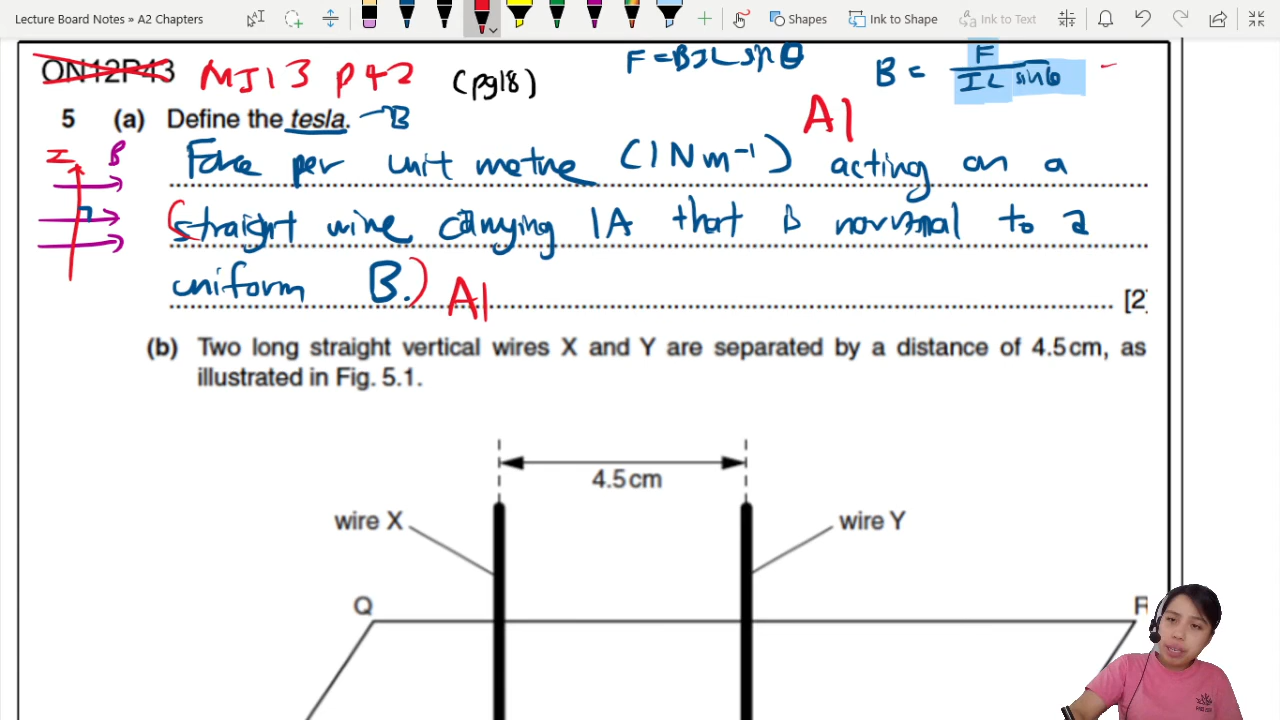 Lecture Board Notes » A2 Chapters
Shapes
Ink to Shape
Ink to Text
ON12P43 MJ13 P42 (pg18)
F = BIL sin θ
B = F / IL sin θ
5 (a) Define the tesla. → B
A1
I B
Force per unit metre (1 N m⁻¹) acting on a
(straight wire carrying 1A that is normal to a
uniform B.) A1
[2]
(b) Two long straight vertical wires X and Y are separated by a distance of 4.5 cm, as
illustrated in Fig. 5.1.
4.5 cm
wire X
wire Y
Q
R